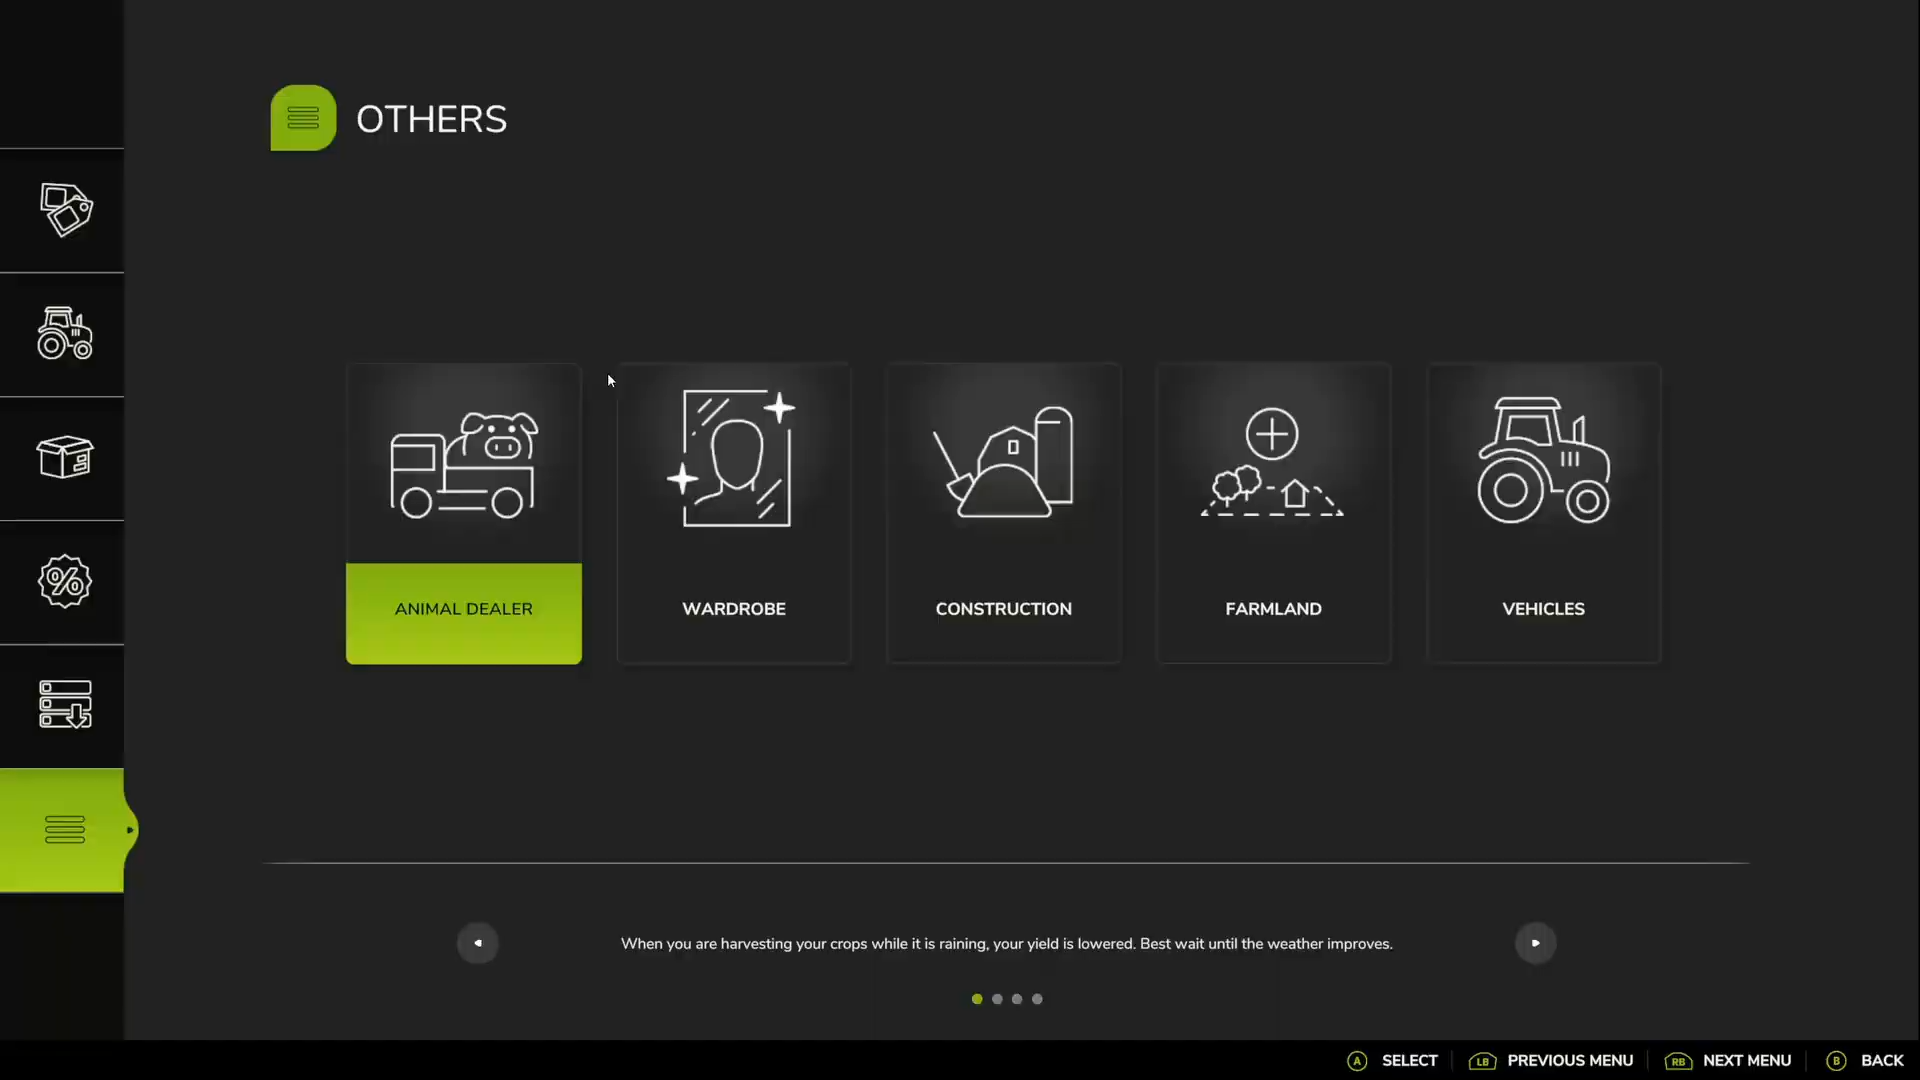 OTHERS
ANIMAL DEALER
WARDROBE
CONSTRUCTION
FARMLAND
VEHICLES
When you are harvesting your crops while it is raining, your yield is lowered. Best wait until the weather improves.
A SELECT LB PREVIOUS MENU RB NEXT MENU B BACK